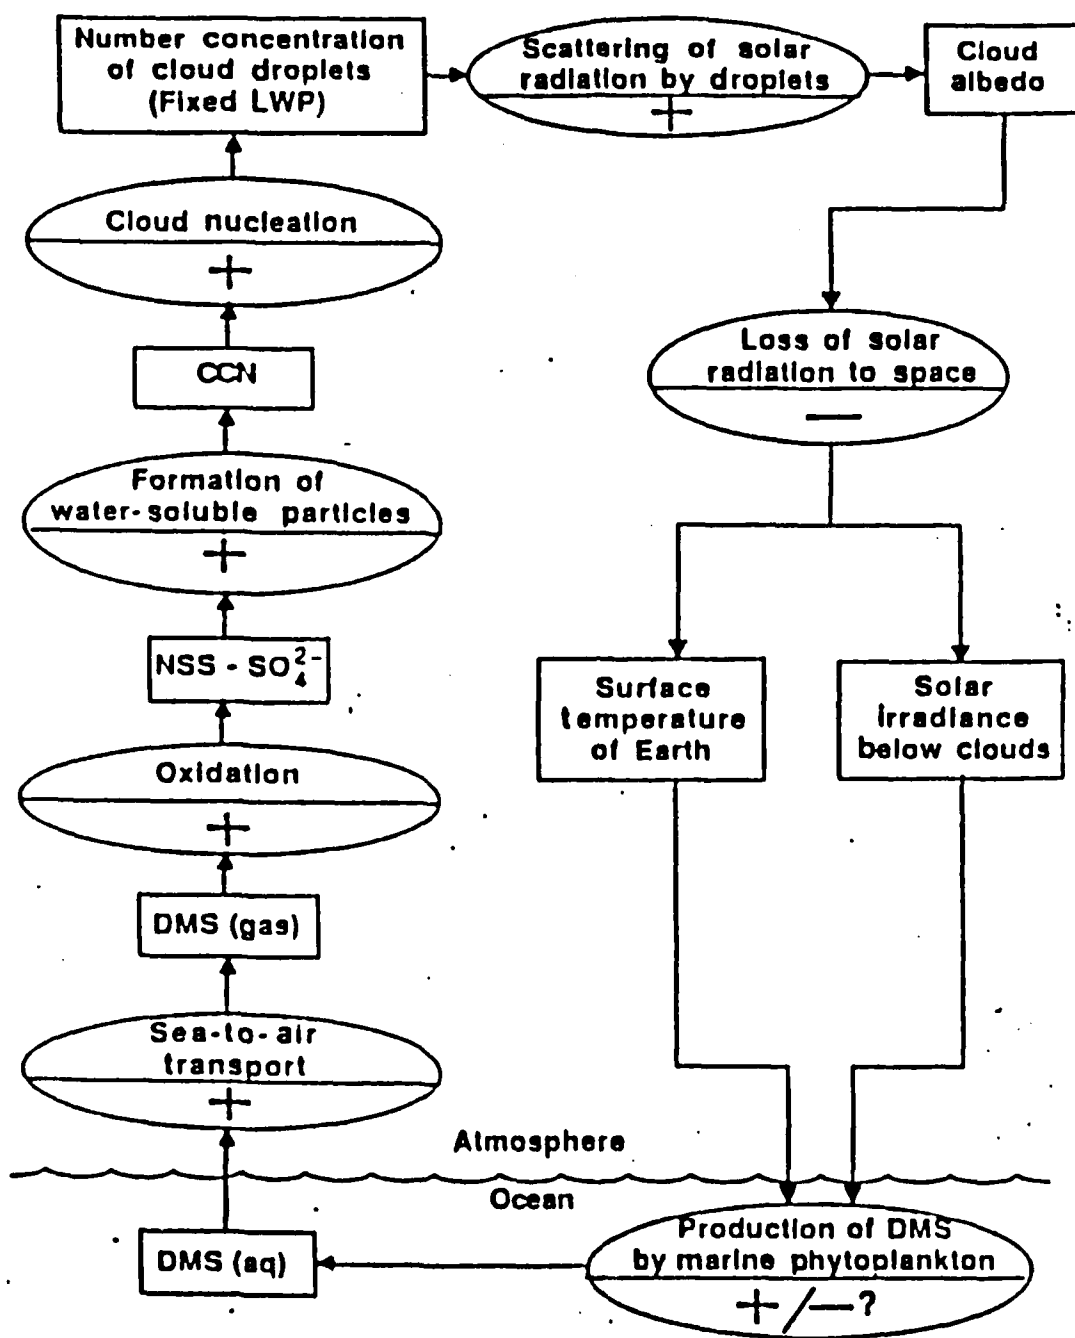 Number concentration
of cloud droplets
(Fixed LWP)
Scattering of solar
radiation by droplets
+
Cloud
albedo
Cloud nucleation
+
Loss of solar
radiation to space
—
CCN
Formation of
water-soluble particles
+
NSS - SO₄²⁻
Surface
temperature
of Earth
Solar
irradiance
below clouds
Oxidation
+
DMS (gas)
Sea-to-air
transport
+
Atmosphere
Ocean
DMS (aq)
Production of DMS
by marine phytoplankton
+/—?